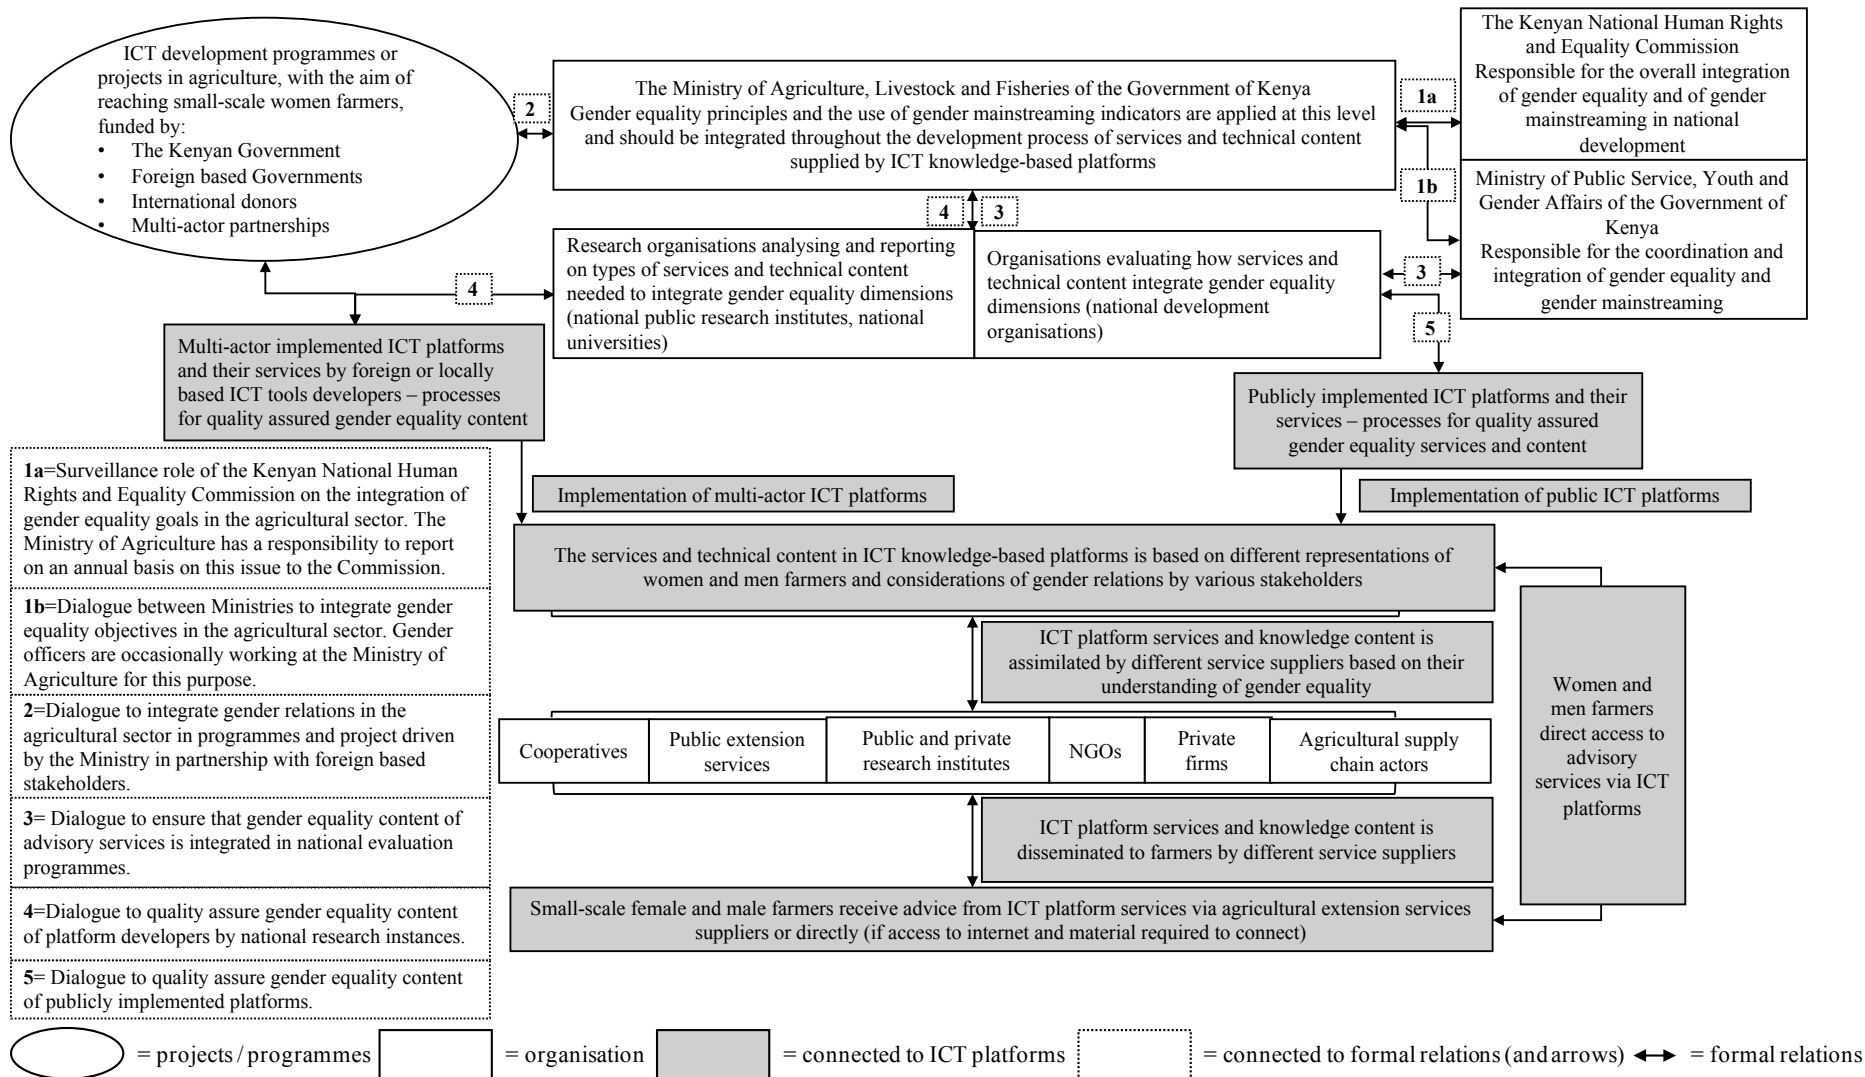 ICT development programmes or
projects in agriculture, with the aim of
reaching small-scale women farmers,
funded by:
• The Kenyan Government
• Foreign based Governments
• International donors
• Multi-actor partnerships
2
The Ministry of Agriculture, Livestock and Fisheries of the Government of Kenya
Gender equality principles and the use of gender mainstreaming indicators are applied at this level
and should be integrated throughout the development process of services and technical content
supplied by ICT knowledge-based platforms
1a
1b
The Kenyan National Human Rights
and Equality Commission
Responsible for the overall integration
of gender equality and of gender
mainstreaming in national
development
Ministry of Public Service, Youth and
Gender Affairs of the Government of
Kenya
Responsible for the coordination and
integration of gender equality and
gender mainstreaming
4
3
4
Research organisations analysing and reporting
on types of services and technical content
needed to integrate gender equality dimensions
(national public research institutes, national
universities)
Organisations evaluating how services and
technical content integrate gender equality
dimensions (national development
organisations)
3
5
Multi-actor implemented ICT platforms
and their services by foreign or locally
based ICT tools developers – processes
for quality assured gender equality content
Publicly implemented ICT platforms and their
services – processes for quality assured
gender equality services and content
Implementation of multi-actor ICT platforms
Implementation of public ICT platforms
The services and technical content in ICT knowledge-based platforms is based on different representations of
women and men farmers and considerations of gender relations by various stakeholders
ICT platform services and knowledge content is
assimilated by different service suppliers based on their
understanding of gender equality
Cooperatives
Public extension
services
Public and private
research institutes
NGOs
Private
firms
Agricultural supply
chain actors
ICT platform services and knowledge content is
disseminated to farmers by different service suppliers
Small-scale female and male farmers receive advice from ICT platform services via agricultural extension services
suppliers or directly (if access to internet and material required to connect)
Women and
men farmers
direct access to
advisory
services via ICT
platforms
1a=Surveillance role of the Kenyan National Human
Rights and Equality Commission on the integration of
gender equality goals in the agricultural sector. The
Ministry of Agriculture has a responsibility to report
on an annual basis on this issue to the Commission.
1b=Dialogue between Ministries to integrate gender
equality objectives in the agricultural sector. Gender
officers are occasionally working at the Ministry of
Agriculture for this purpose.
2=Dialogue to integrate gender relations in the
agricultural sector in programmes and project driven
by the Ministry in partnership with foreign based
stakeholders.
3= Dialogue to ensure that gender equality content of
advisory services is integrated in national evaluation
programmes.
4=Dialogue to quality assure gender equality content
of platform developers by national research instances.
5= Dialogue to quality assure gender equality content
of publicly implemented platforms.
= projects / programmes
= organisation
= connected to ICT platforms
= connected to formal relations (and arrows)
= formal relations